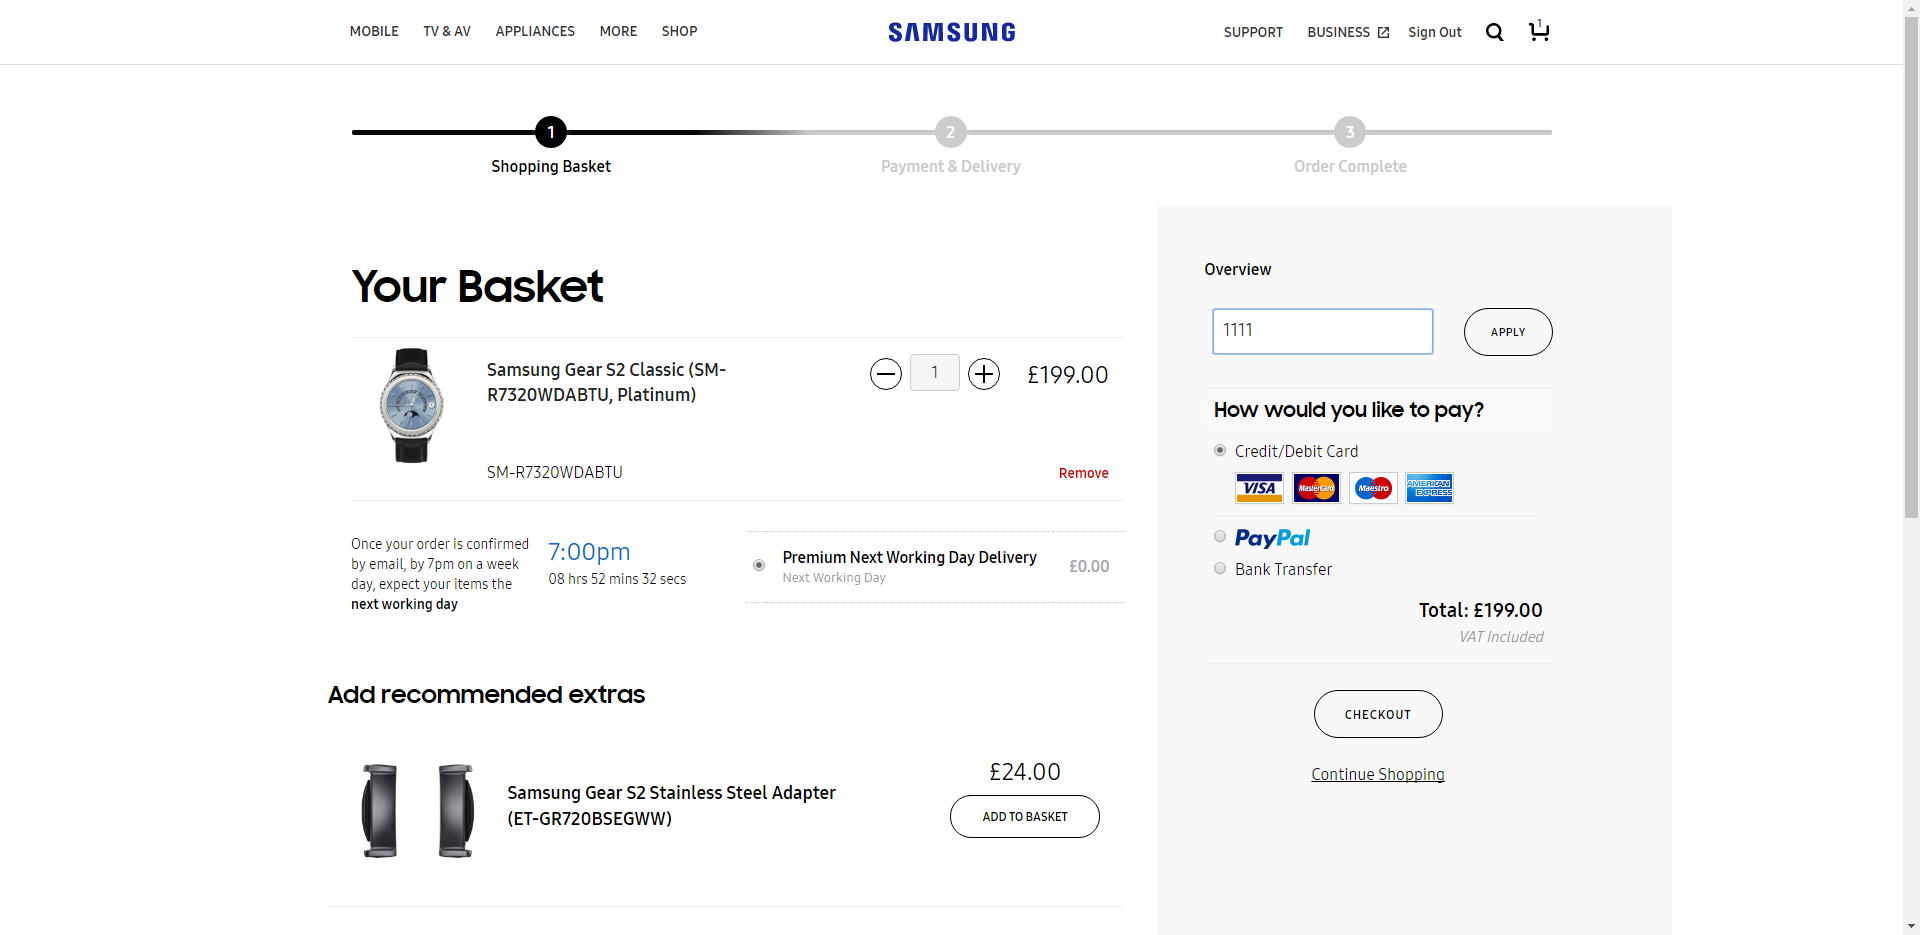 MOBILE TV & AV APPLIANCES MORE SHOP SAMSUNG SUPPORT BUSINESS Sign Out 1
1 2 3
Shopping Basket Payment & Delivery Order Complete
Your Basket
Samsung Gear S2 Classic (SM-
R7320WDABTU, Platinum)
1
£199.00
SM-R7320WDABTU
Remove
Once your order is confirmed
by email, by 7pm on a week
day, expect your items the
next working day
7:00pm
08 hrs 52 mins 32 secs
Premium Next Working Day Delivery
Next Working Day
£0.00
Add recommended extras
Samsung Gear S2 Stainless Steel Adapter
(ET-GR720BSEGWW)
£24.00
ADD TO BASKET
Overview
1111
APPLY
How would you like to pay?
Credit/Debit Card
VISA MasterCard Maestro AMERICAN EXPRESS
PayPal
Bank Transfer
Total: £199.00
VAT Included
CHECKOUT
Continue Shopping